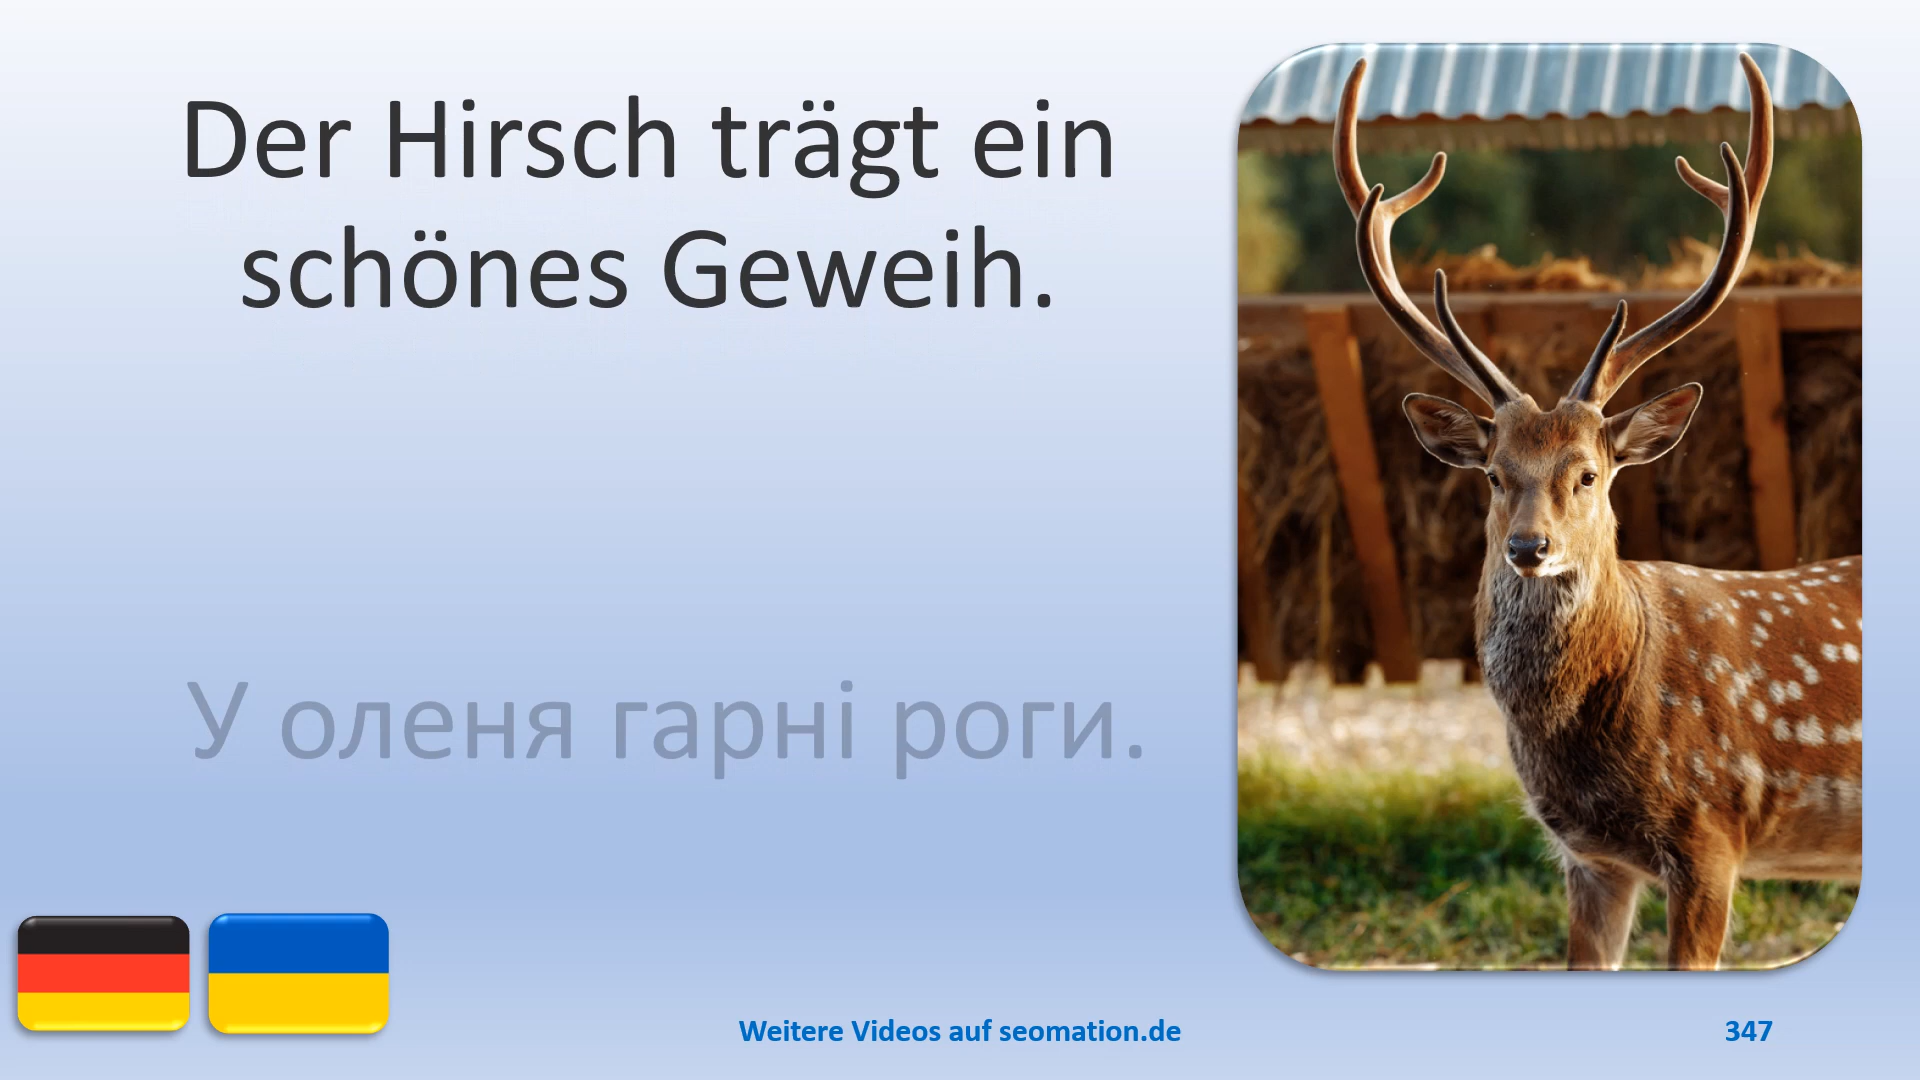 Der Hirsch trägt ein
schönes Geweih.
У оленя гарні роги.
Weitere Videos auf seomation.de
347